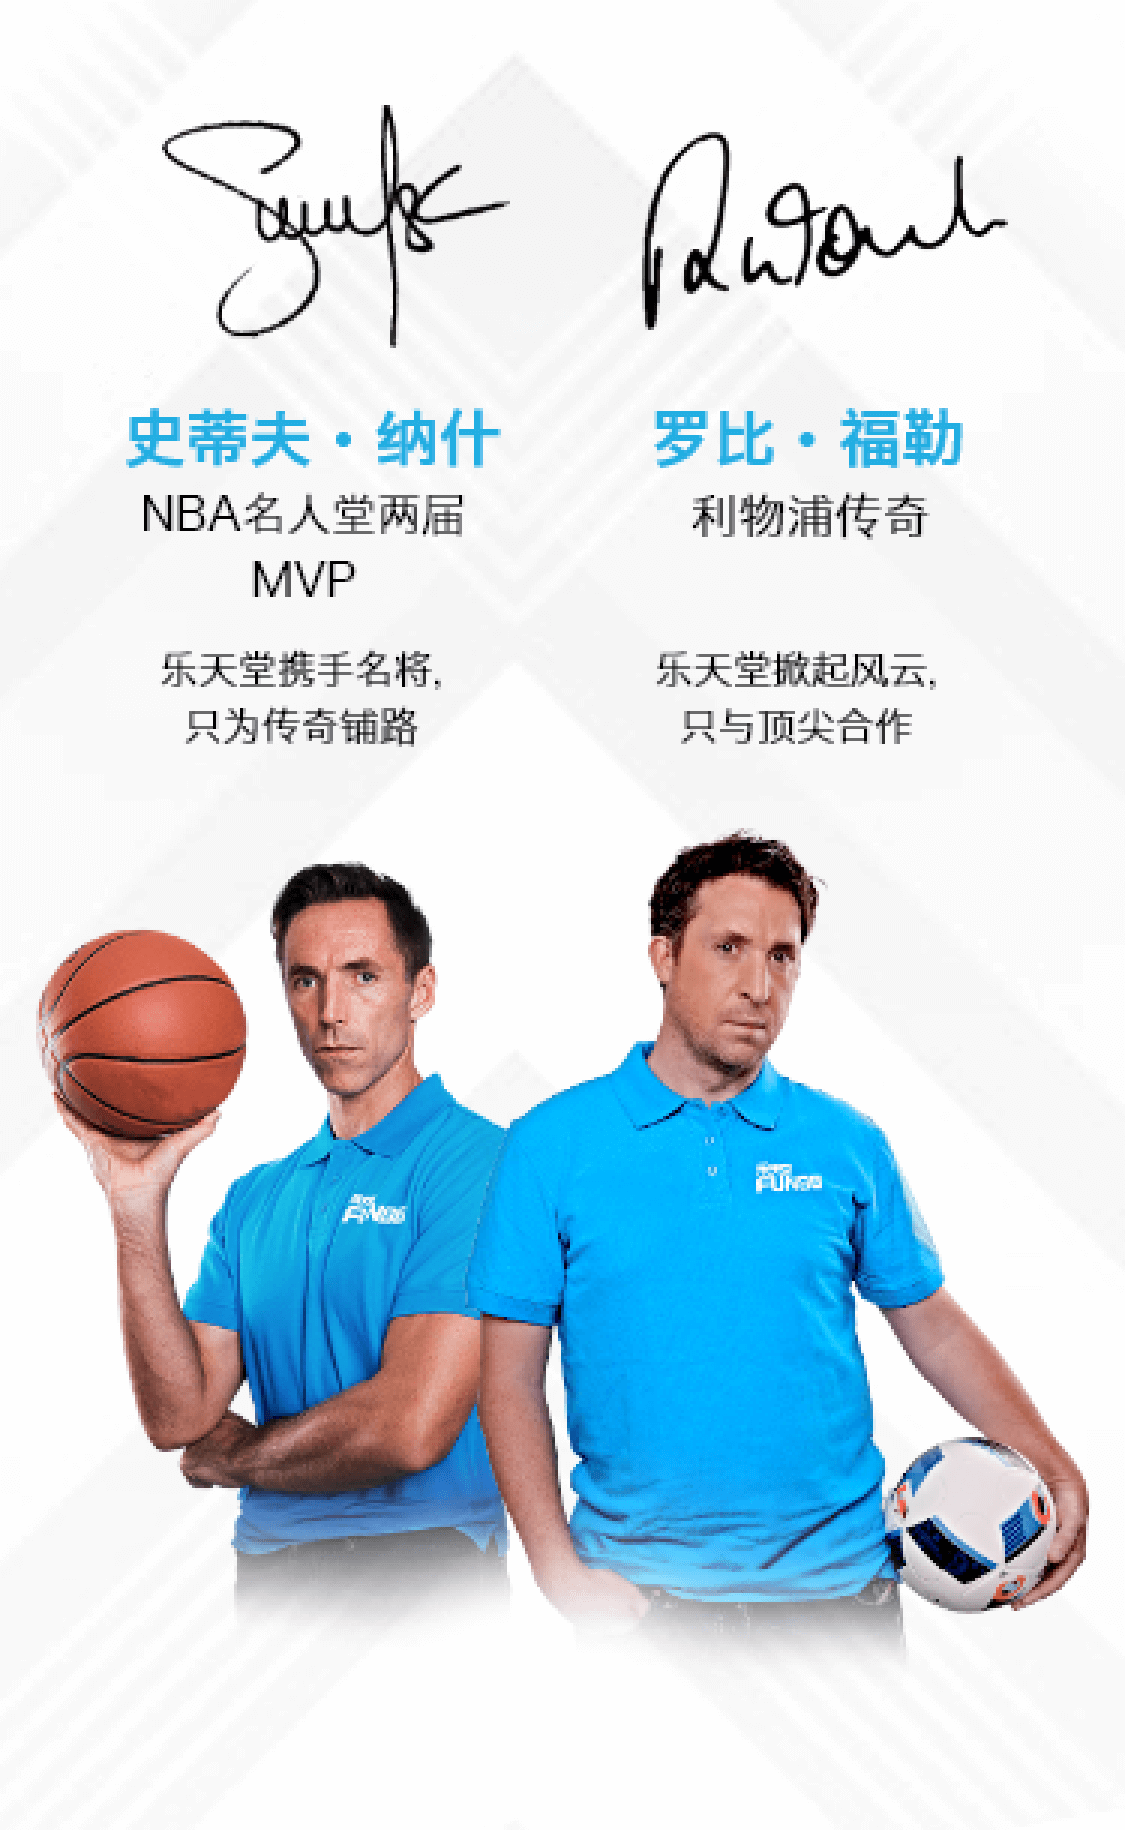 史蒂夫·纳什
NBA名人堂两届
MVP
乐天堂携手名将,
只为传奇铺路
罗比·福勒
利物浦传奇
乐天堂掀起风云,
只与顶尖合作